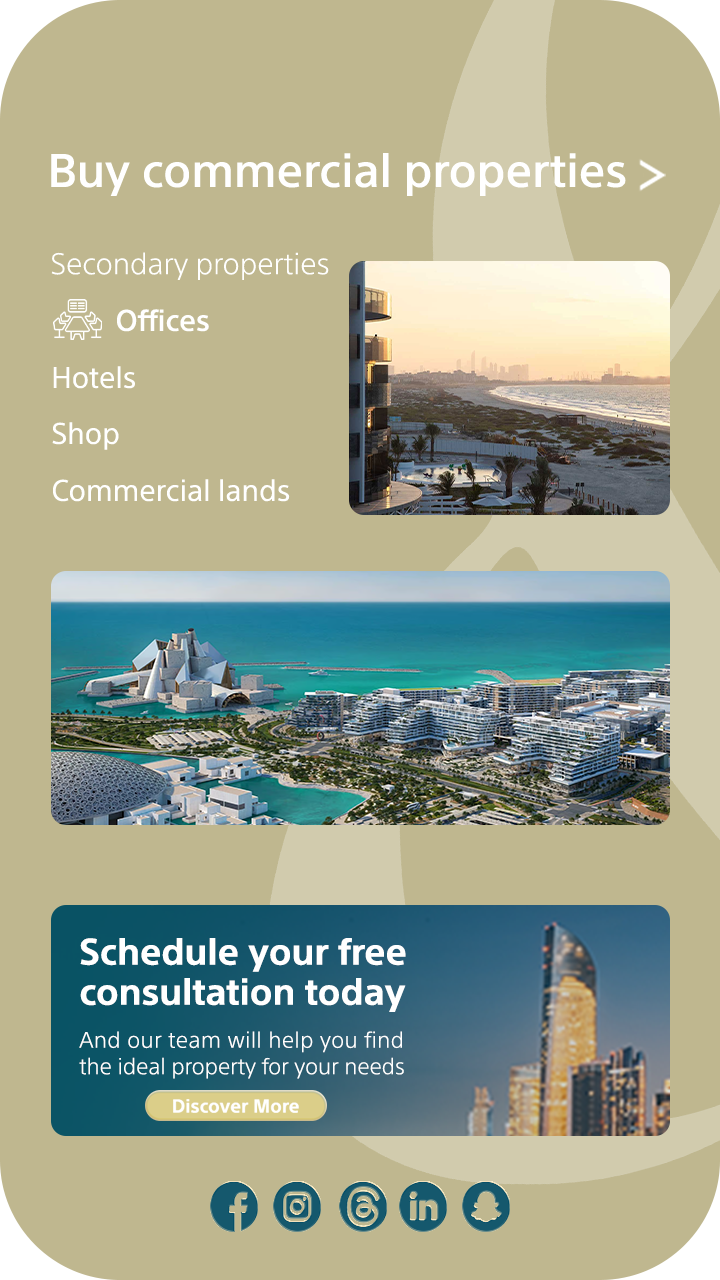 Buy commercial properties >
Secondary properties
Offices
Hotels
Shop
Commercial lands
Schedule your free
consultation today
And our team will help you find
the ideal property for your needs
Discover More